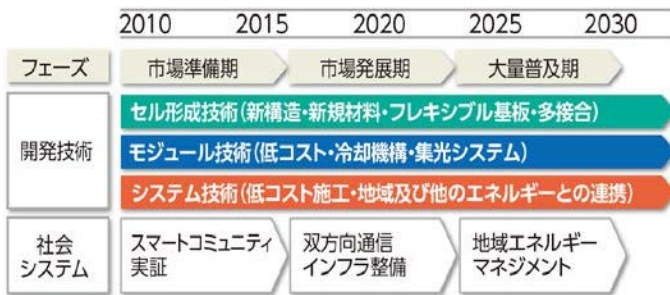 2010 2015 2020 2025 2030
フェーズ 市場準備期 市場発展期 大量普及期
開発技術
セル形成技術(新構造・新規材料・フレキシブル基板・多接合)
モジュール技術(低コスト・冷却機構・集光システム)
システム技術(低コスト施工・地域及び他のエネルギーとの連携)
社会
システム
スマートコミュニティ
実証
双方向通信
インフラ整備
地域エネルギー
マネジメント